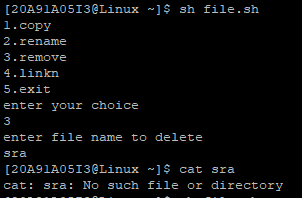 [20A91A05I3@Linux ~]$ sh file.sh
1.copy
2.rename
3.remove
4.linkn
5.exit
enter your choice
3
enter file name to delete
sra
[20A91A05I3@Linux ~]$ cat sra
cat: sra: No such file or directory